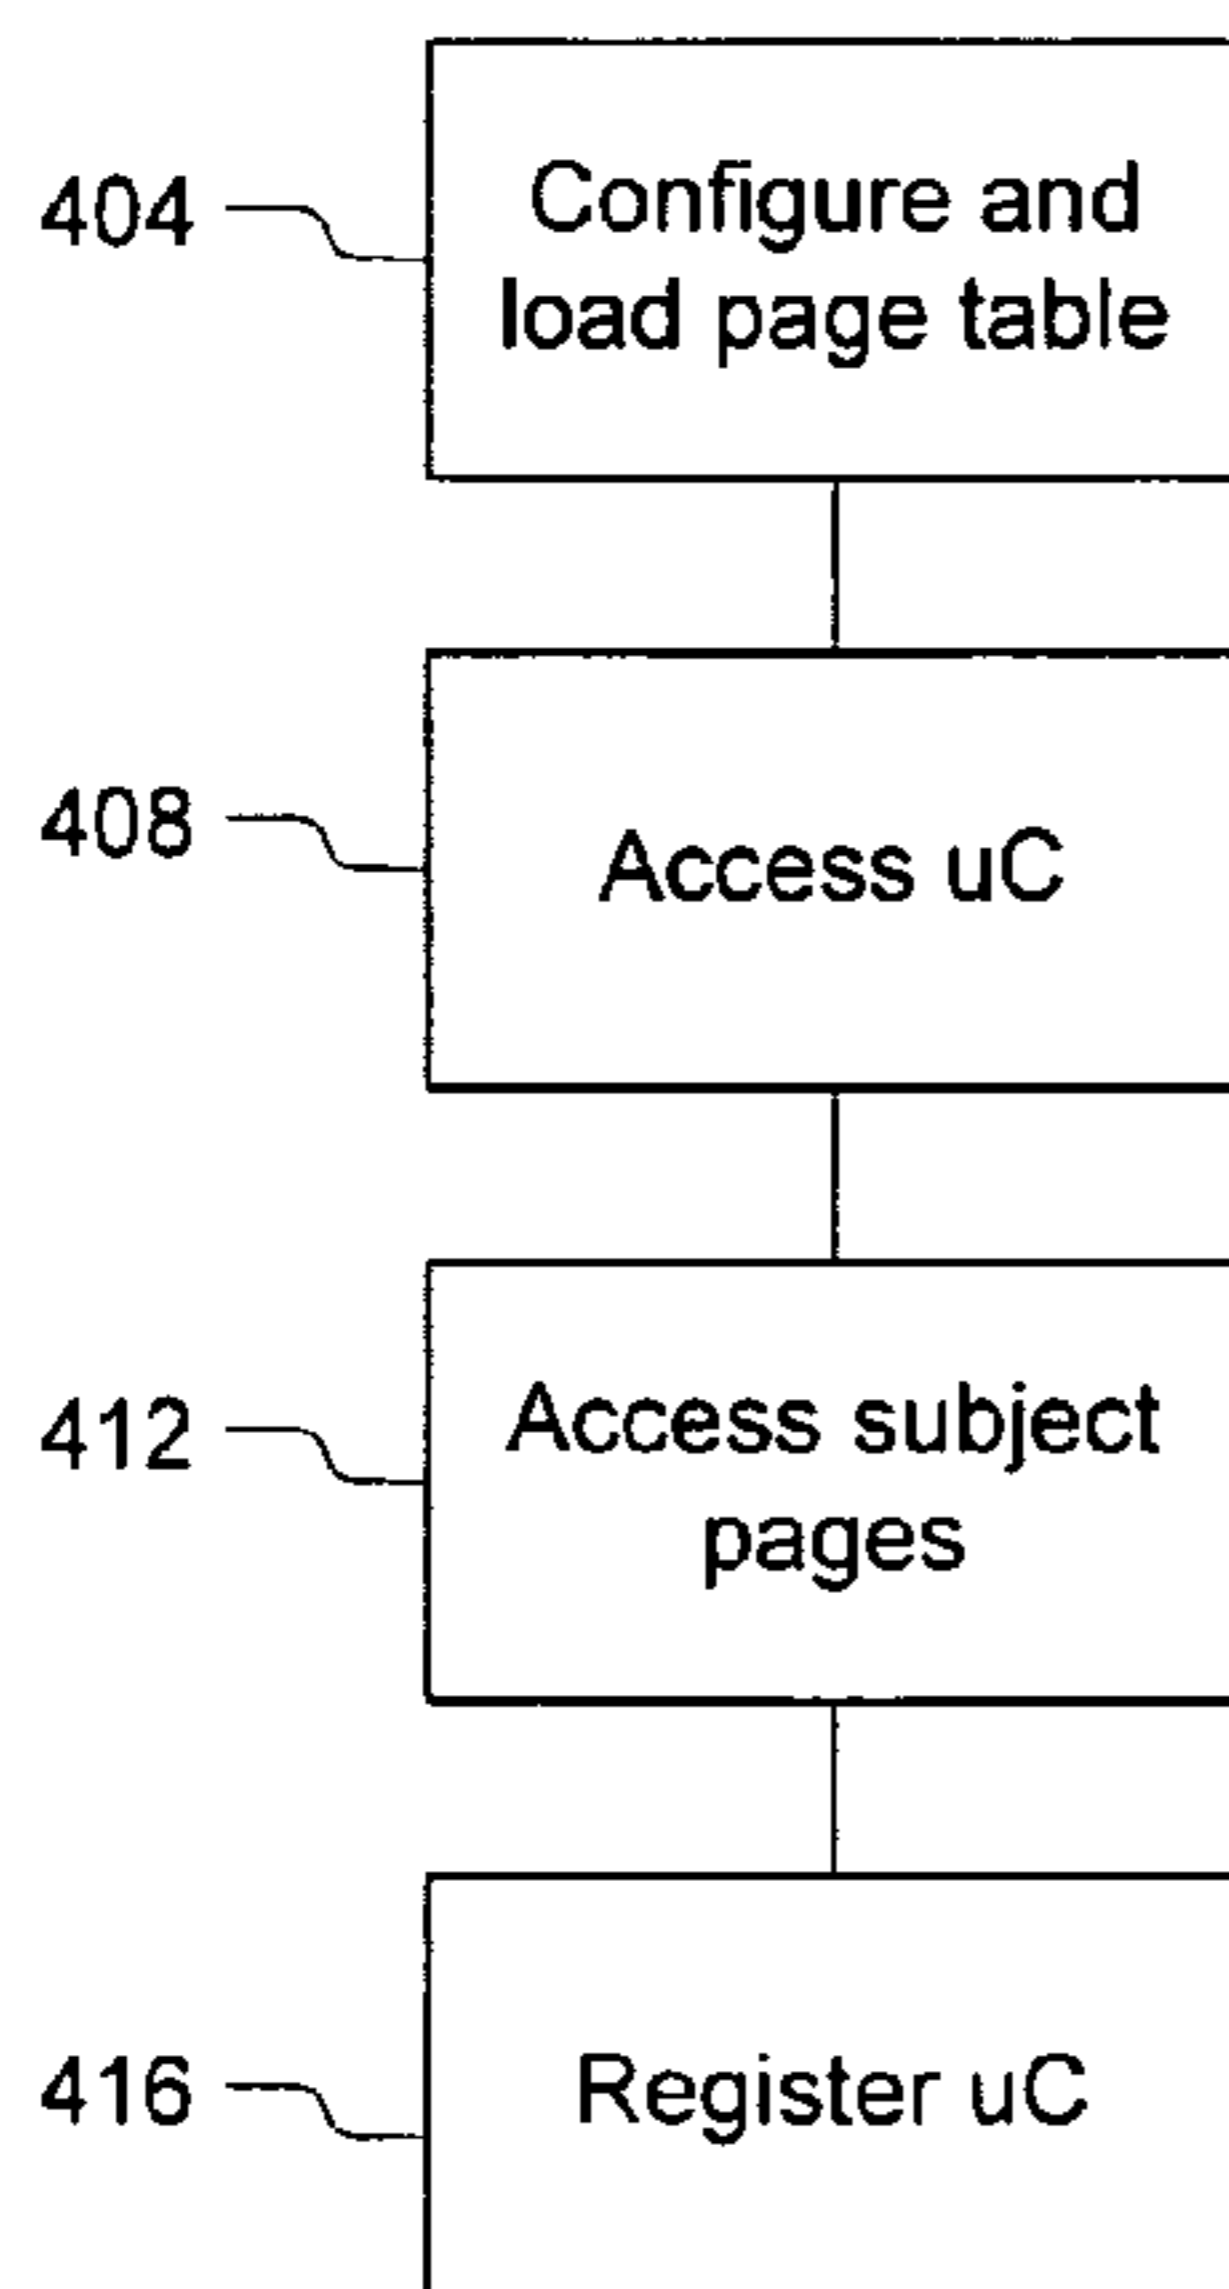 404
Configure and
load page table
408
Access uC
412
Access subject
pages
416
Register uC